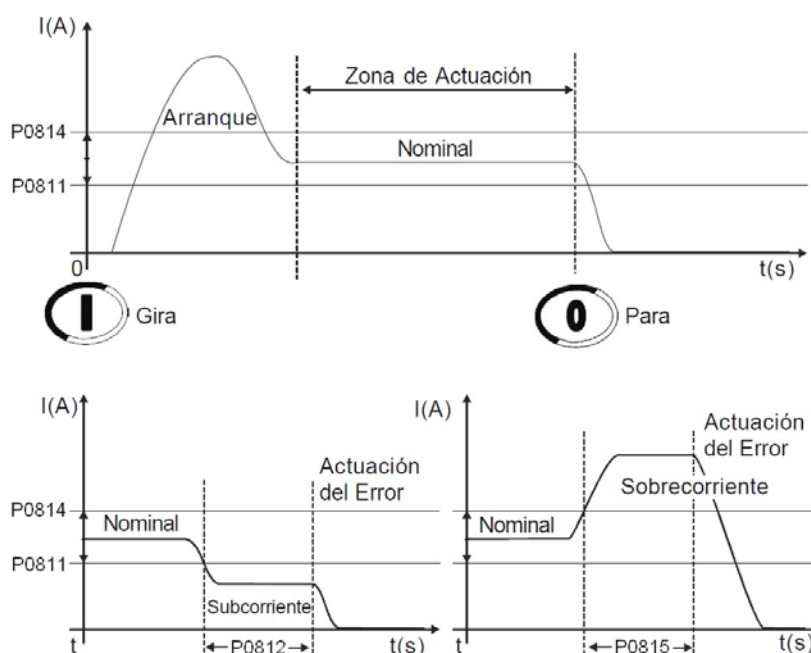 I(A)
Zona de Actuación
P0814
Arranque
Nominal
P0811
0
t(s)
I Gira
0 Para
I(A)
Actuación
del Error
P0814
Nominal
P0811
Subcorriente
t
P0812
t(s)
I(A)
Actuación
del Error
Sobrecorriente
Nominal
t
P0815
t(s)